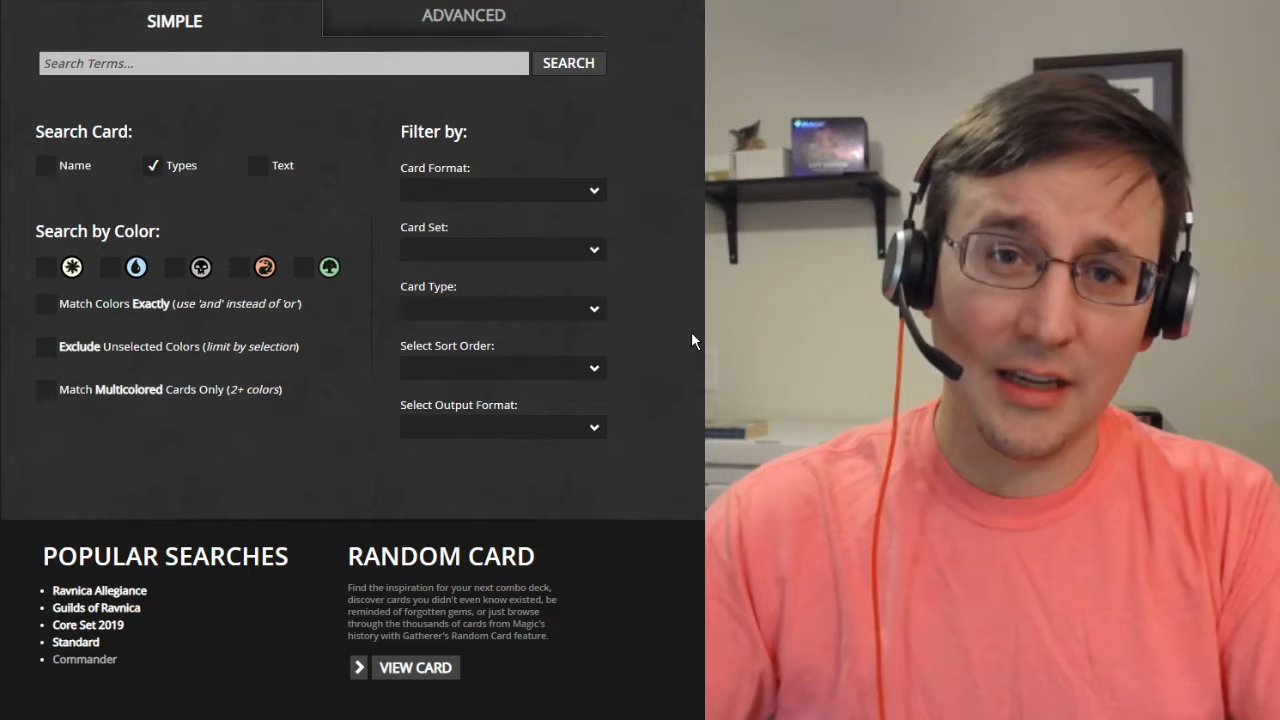 SIMPLE
ADVANCED
Search Terms...
SEARCH
Search Card:
Name
Types
Text
Search by Color:
Match Colors Exactly (use 'and' instead of 'or')
Exclude Unselected Colors (limit by selection)
Match Multicolored Cards Only (2+ colors)
Filter by:
Card Format:
Card Set:
Card Type:
Select Sort Order:
Select Output Format:
POPULAR SEARCHES
• Ravnica Allegiance
• Guilds of Ravnica
• Core Set 2019
• Standard
• Commander
RANDOM CARD
Find the inspiration for your next combo deck,
discover cards you didn't even know existed, be
reminded of forgotten gems, or just browse
through the thousands of cards from Magic's
history with Gatherer's Random Card feature.
VIEW CARD
MAGIC